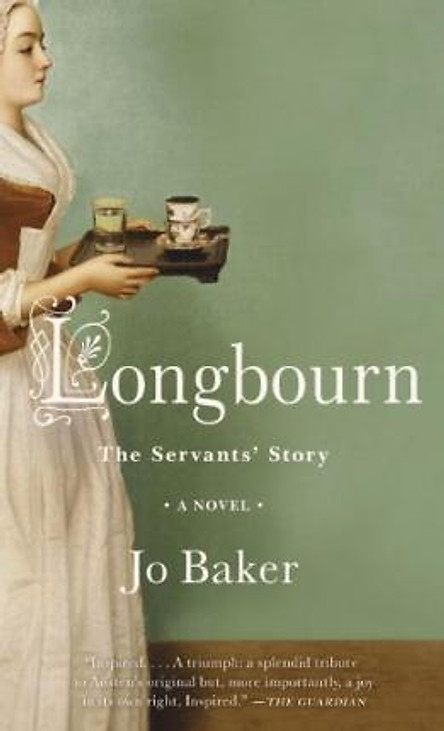 Longbourn
The Servants' Story
• A NOVEL •
Jo Baker
"Inspired. . . . A triumph: a splendid tribute
to Austen's original but, more importantly, a joy
in its own right. Inspired." —THE GUARDIAN